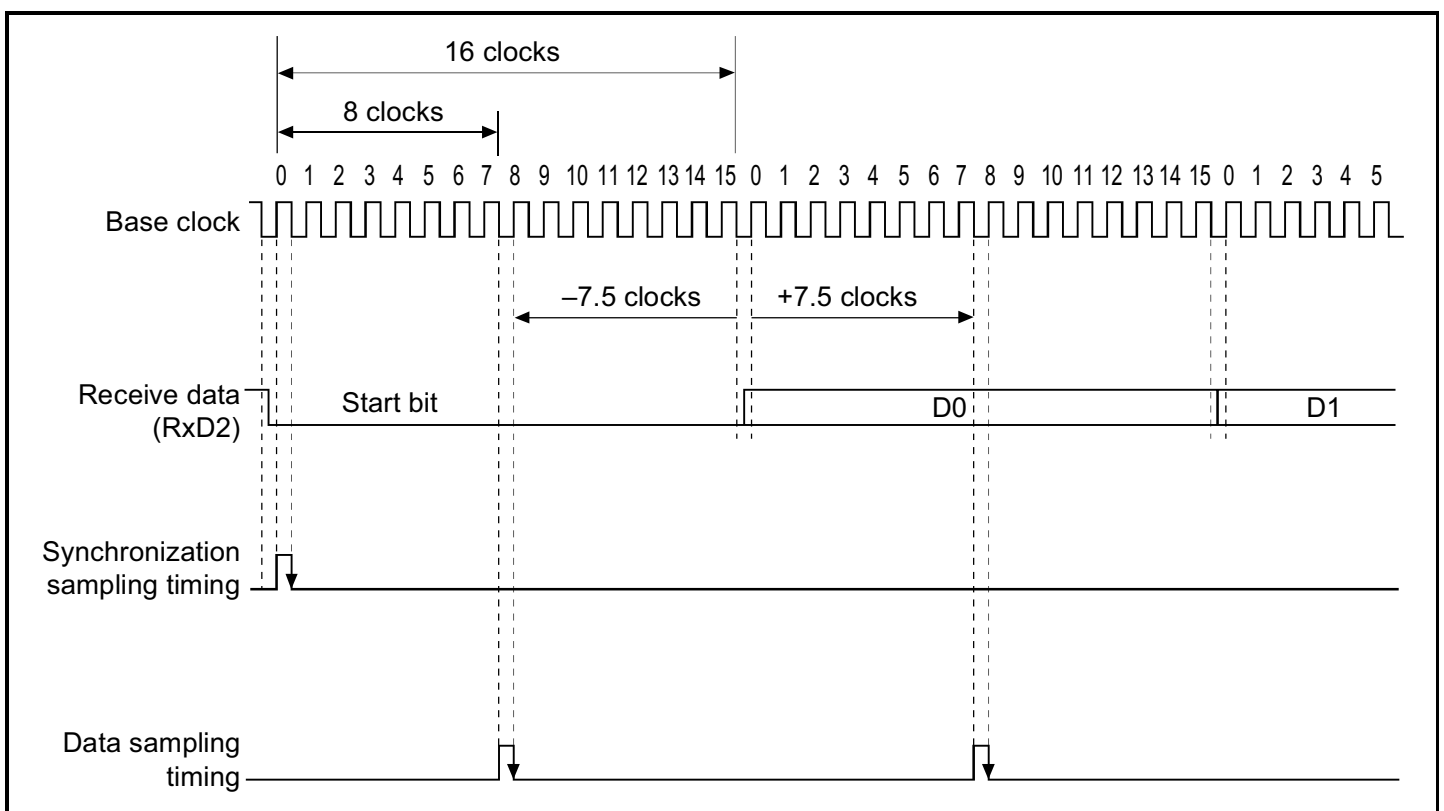 16 clocks
8 clocks
0 1 2 3 4 5 6 7 8 9 10 11 12 13 14 15 0 1 2 3 4 5 6 7 8 9 10 11 12 13 14 15 0 1 2 3 4 5
Base clock
–7.5 clocks +7.5 clocks
Receive data
(RxD2)
Start bit D0 D1
Synchronization
sampling timing
Data sampling
timing